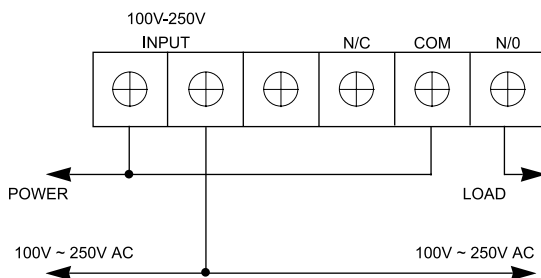 100V-250V
INPUT N/C COM N/0
POWER LOAD
100V ~ 250V AC 100V ~ 250V AC